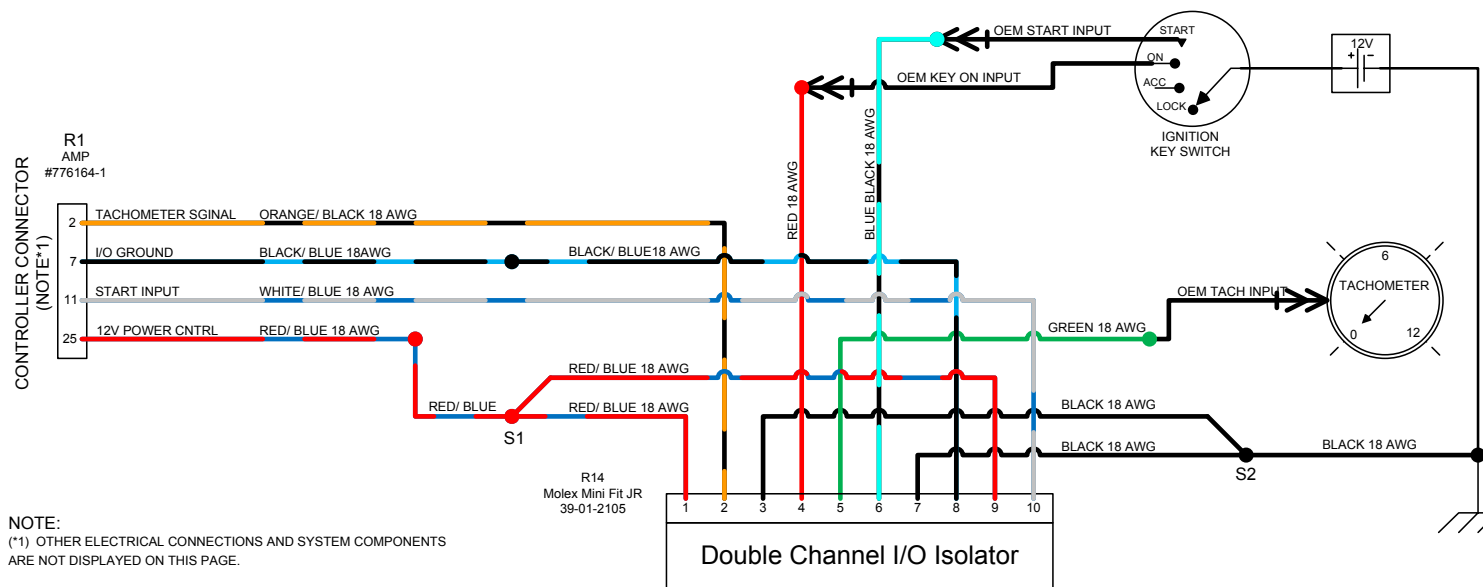 OEM START INPUT
START
12V
+ -
ON
OEM KEY ON INPUT
ACC
LOCK
IGNITION
KEY SWITCH
R1
AMP
#776164-1
CONTROLLER CONNECTOR
(NOTE*1)
RED 18 AWG
BLUE BLACK 18 AWG
2 TACHOMETER SGINAL ORANGE/ BLACK 18 AWG
7 I/O GROUND BLACK/ BLUE 18AWG BLACK/ BLUE18 AWG
11 START INPUT WHITE/ BLUE 18 AWG
25 12V POWER CNTRL RED/ BLUE 18 AWG
6
TACHOMETER
0 12
OEM TACH INPUT
GREEN 18 AWG
RED/ BLUE 18 AWG
RED/ BLUE
S1
RED/ BLUE 18 AWG
BLACK 18 AWG
BLACK 18 AWG
BLACK 18 AWG
S2
R14
Molex Mini Fit JR
39-01-2105
1 2 3 4 5 6 7 8 9 10
Double Channel I/O Isolator
NOTE:
(*1) OTHER ELECTRICAL CONNECTIONS AND SYSTEM COMPONENTS
ARE NOT DISPLAYED ON THIS PAGE.